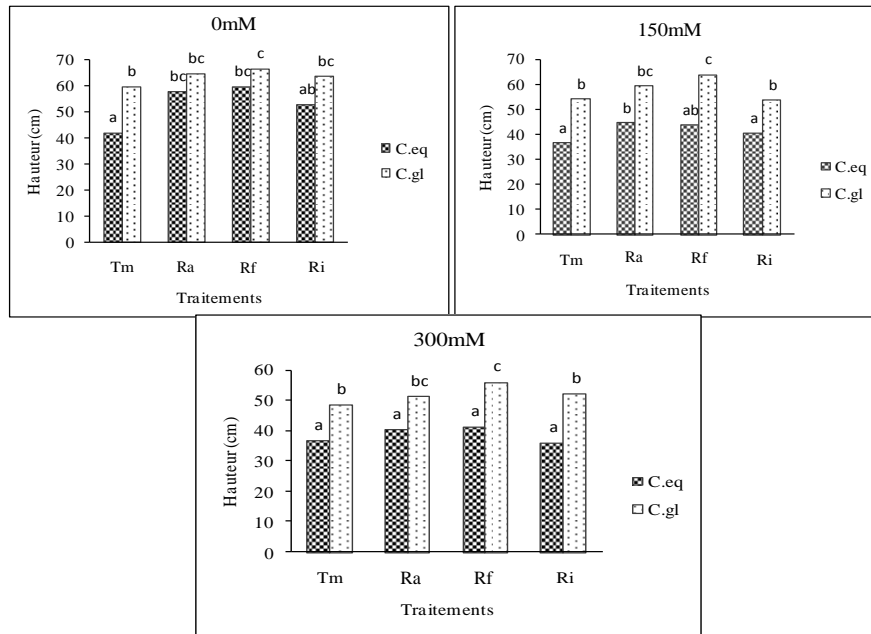 0mM
70
60
50
40
30
20
10
0
Hauteur (cm)
a
b
bc
bc
bc
c
ab
bc
Tm Ra Rf Ri
Traitements
C.eq
C.gl
150mM
70
60
50
40
30
20
10
0
Hauteur (cm)
a
b
b
bc
ab
c
a
b
Tm Ra Rf Ri
Traitements
C.eq
C.gl
300mM
60
50
40
30
20
10
0
Hauteur (cm)
a
b
a
bc
a
c
a
b
Tm Ra Rf Ri
Traitements
C.eq
C.gl